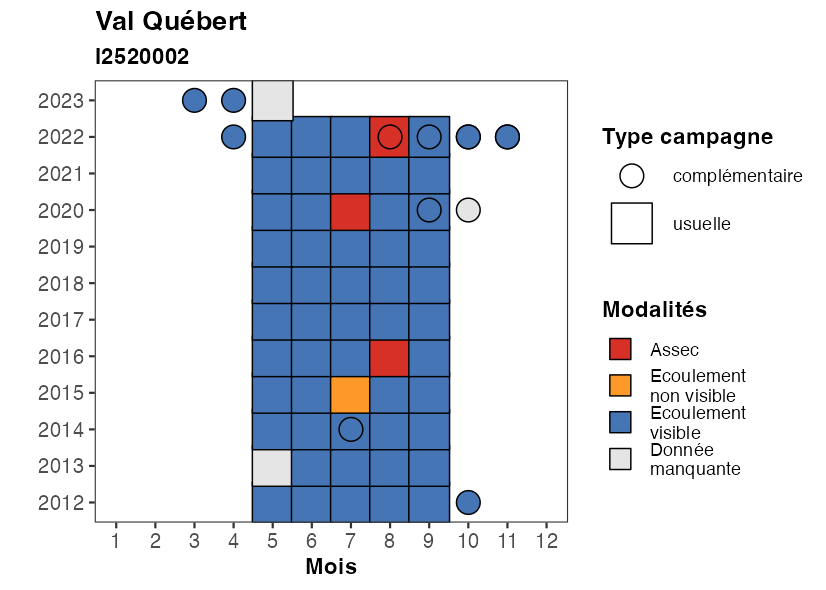 Val Québert
I2520002
2023
2022
2021
2020
2019
2018
2017
2016
2015
2014
2013
2012
1 2 3 4 5 6 7 8 9 10 11 12
Mois
Type campagne
complémentaire
usuelle
Modalités
Assec
Ecoulement
non visible
Ecoulement
visible
Donnée
manquante